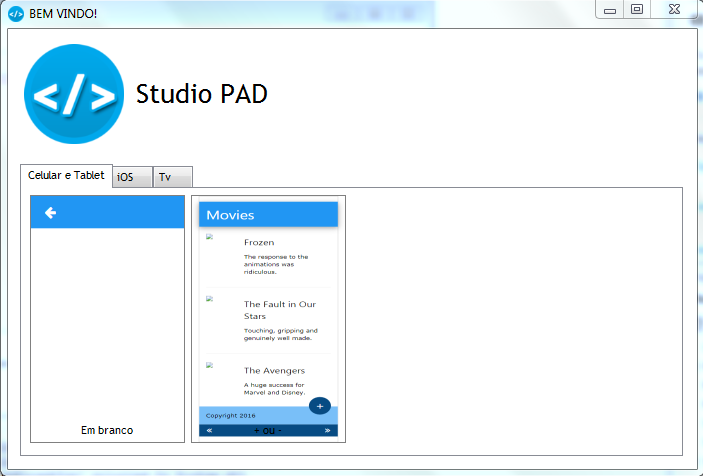 BEM VINDO!
</>
Studio PAD
Celular e Tablet
iOS
Tv
Em branco
Movies
Frozen
The response to the
animations was
ridiculous.
The Fault in Our
Stars
Touching, gripping and
genuinely well made.
The Avengers
A huge success for
Marvel and Disney.
+
Copyright 2016
« + ou - »